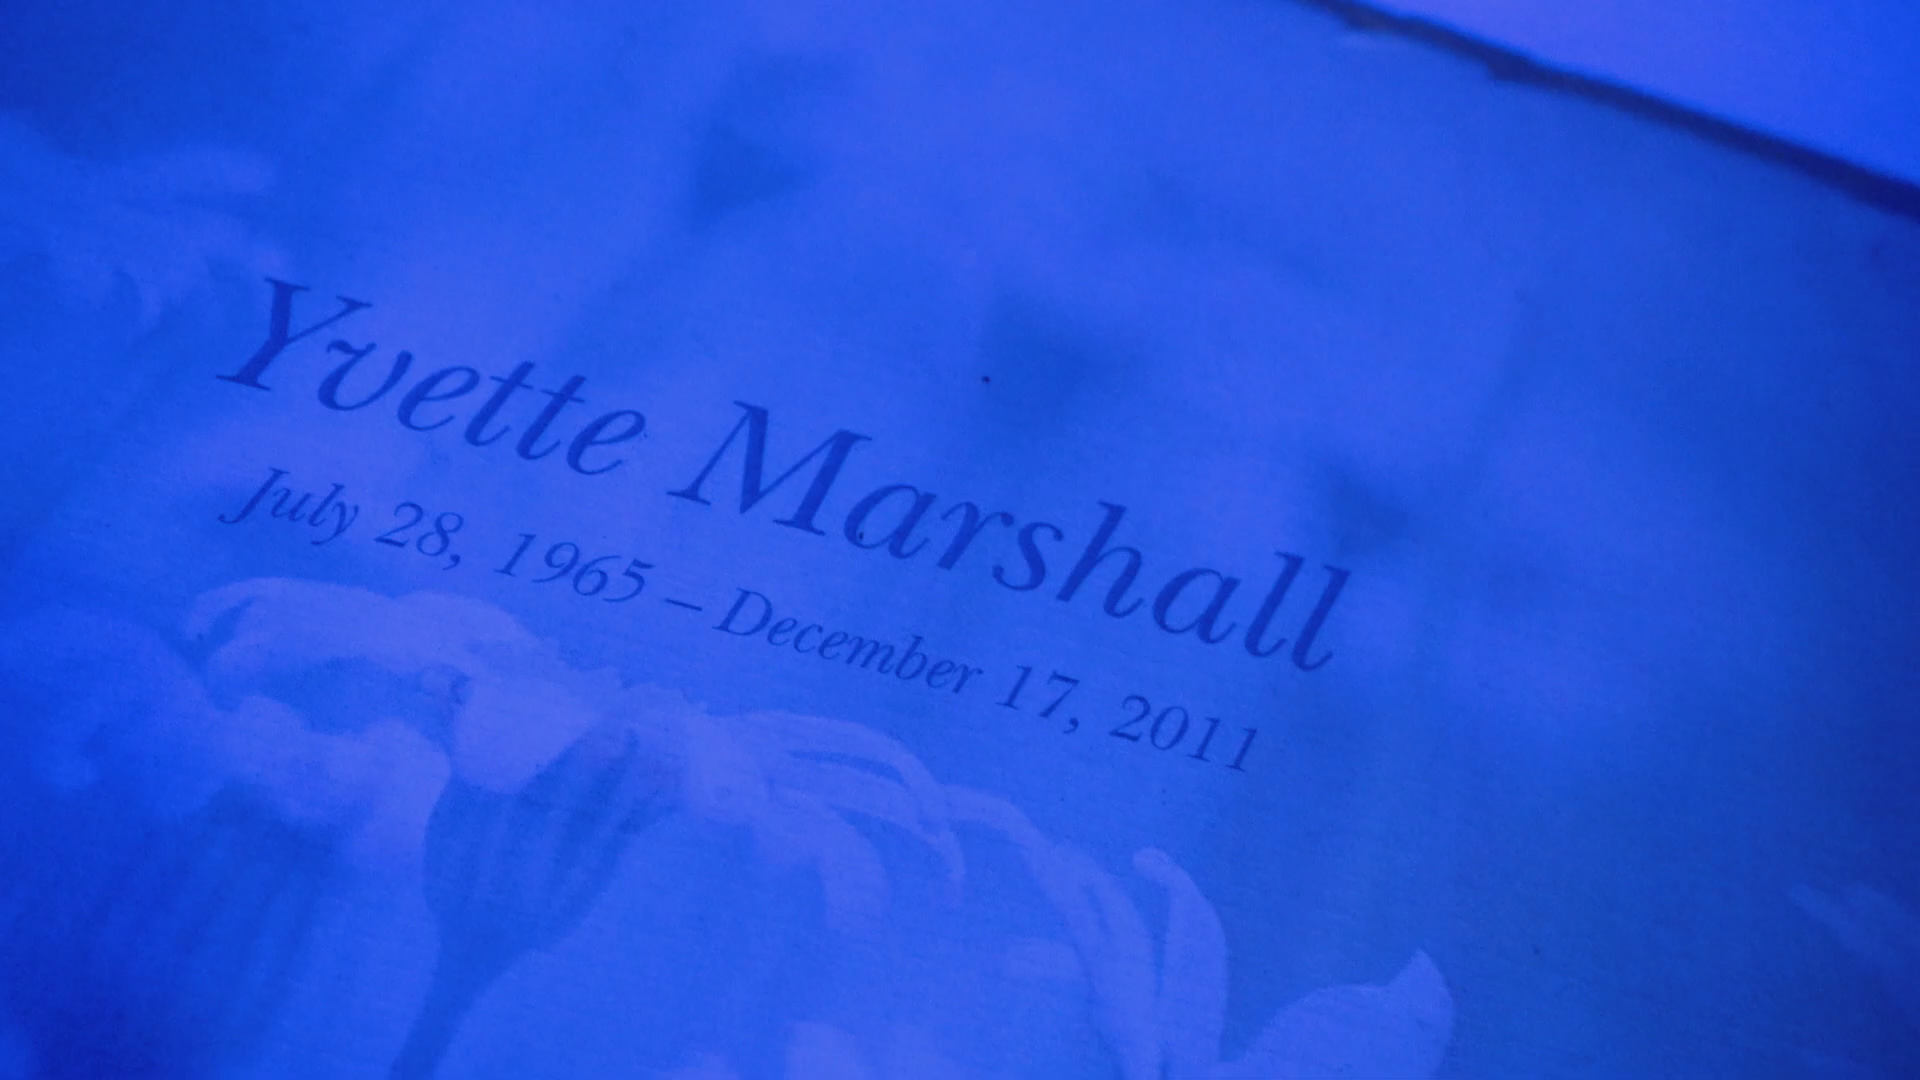 Yvette Marshall
July 28, 1965 – December 17, 2011